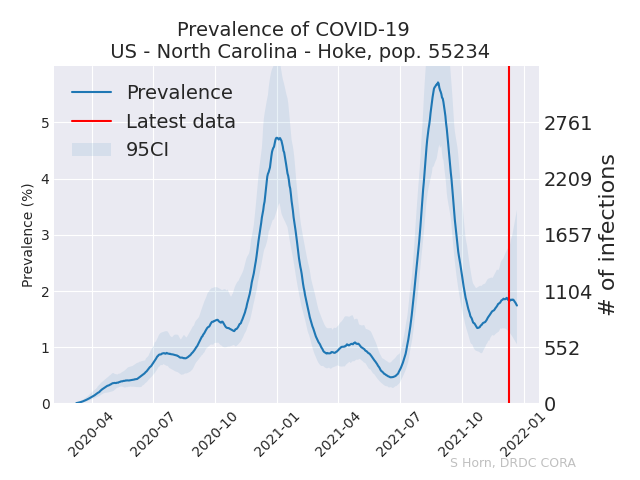 Prevalence of COVID-19
US - North Carolina - Hoke, pop. 55234
Prevalence
Latest data
95CI
Prevalence (%)
5
4
3
2
1
0
2761
2209
1657
1104
552
0
# of infections
2020-04
2020-07
2020-10
2021-01
2021-04
2021-07
2021-10
2022-01
S Horn, DRDC CORA